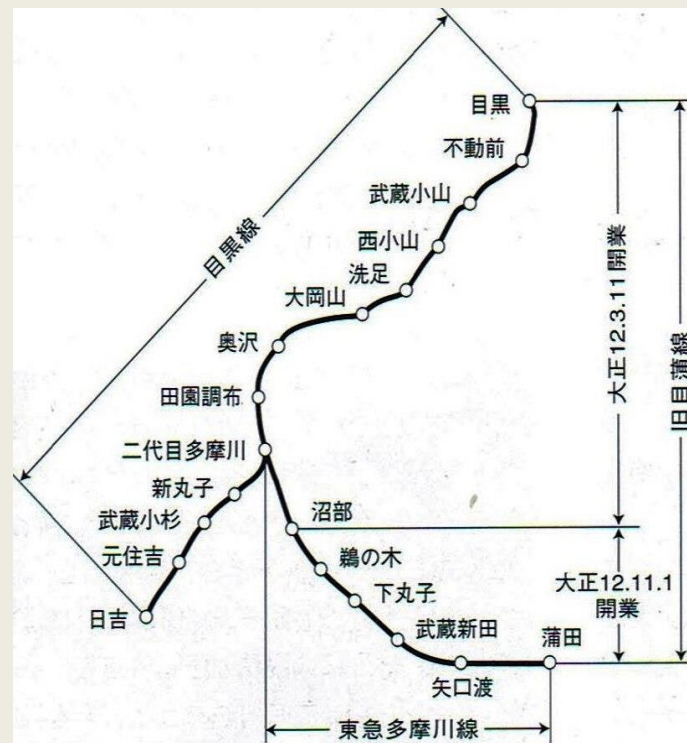 目黒
不動前
武蔵小山
西小山
洗足
大岡山
奥沢
田園調布
二代目多摩川
新丸子
武蔵小杉
元住吉
日吉
沼部
鵜の木
下丸子
武蔵新田
矢口渡
蒲田
目黒線
大正12.3.11開業
旧目蒲線
大正12.11.1
開業
東急多摩川線